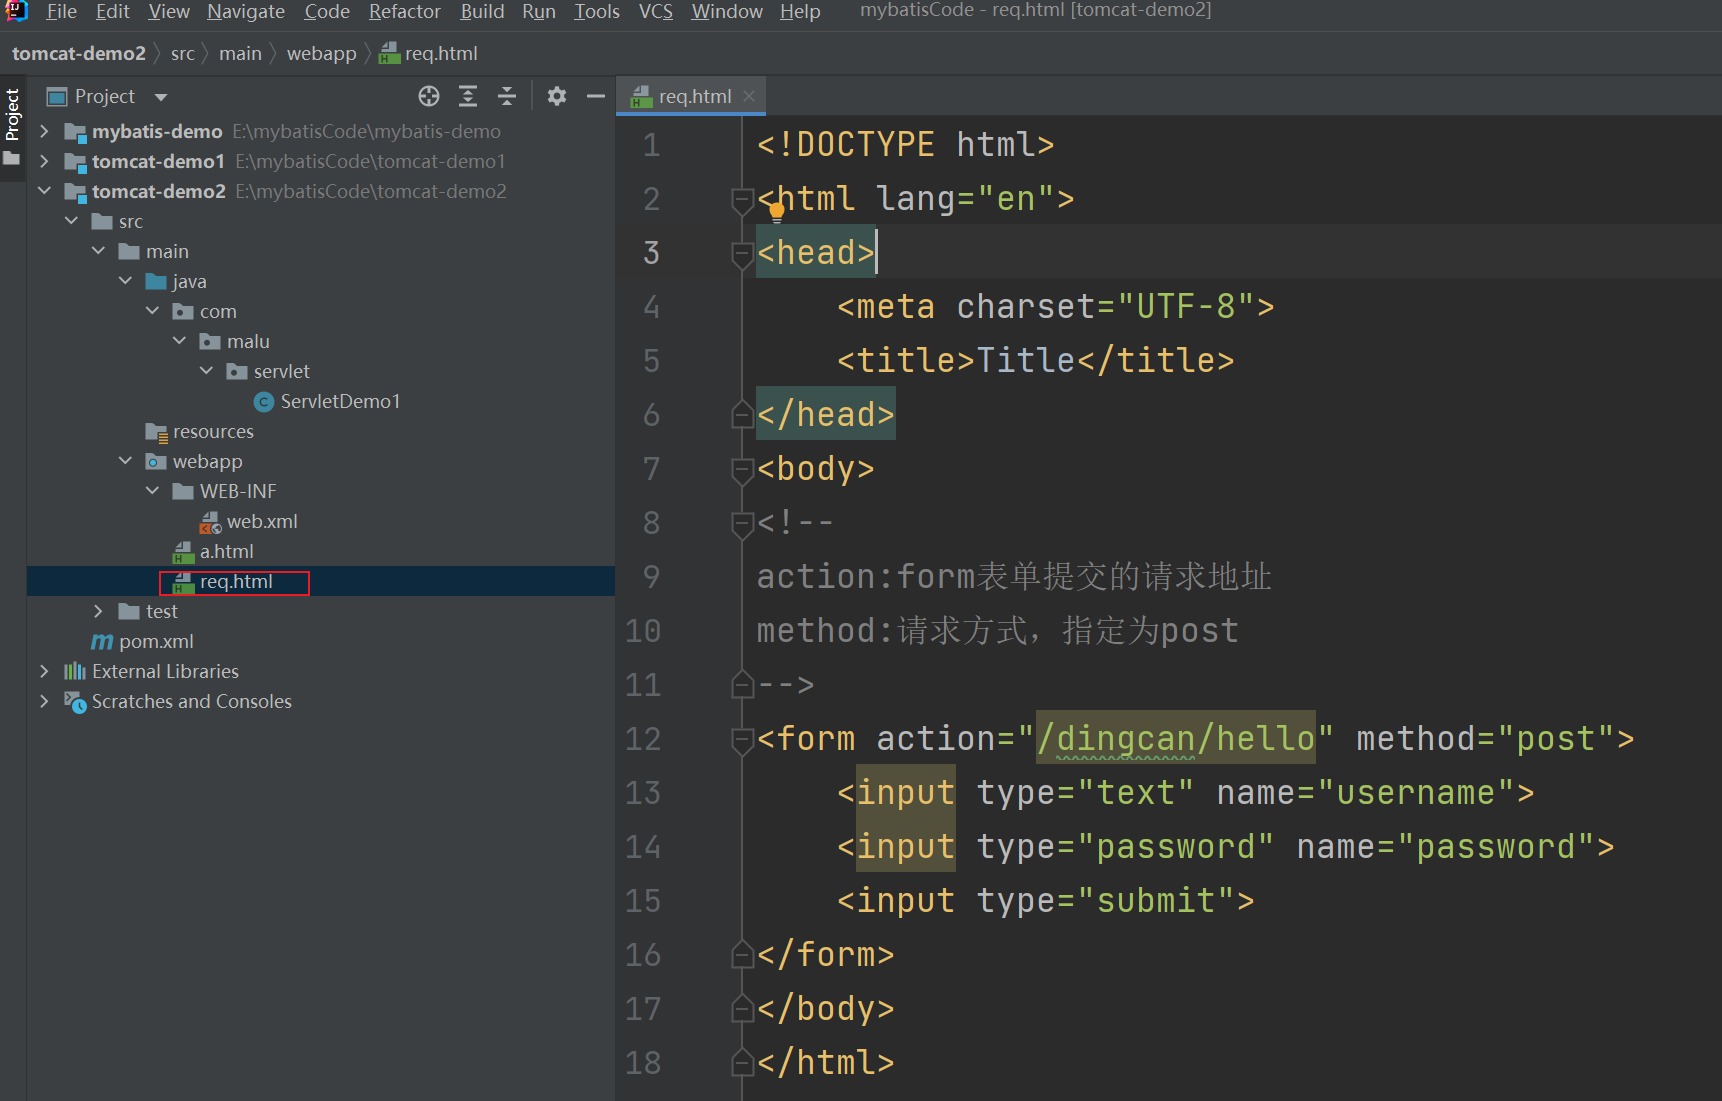 File Edit View Navigate Code Refactor Build Run Tools VCS Window Help mybatisCode - req.html [tomcat-demo2]
tomcat-demo2 src main webapp req.html
Project
Project
mybatis-demo E:\mybatisCode\mybatis-demo
tomcat-demo1 E:\mybatisCode\tomcat-demo1
tomcat-demo2 E:\mybatisCode\tomcat-demo2
src
main
java
com
malu
servlet
ServletDemo1
resources
webapp
WEB-INF
web.xml
a.html
req.html
test
pom.xml
External Libraries
Scratches and Consoles
req.html
1 <!DOCTYPE html>
2 <html lang="en">
3 <head>
4 <meta charset="UTF-8">
5 <title>Title</title>
6 </head>
7 <body>
8 <!--
9 action:form表单提交的请求地址
10 method:请求方式，指定为post
11 -->
12 <form action="/dingcan/hello" method="post">
13 <input type="text" name="username">
14 <input type="password" name="password">
15 <input type="submit">
16 </form>
17 </body>
18 </html>